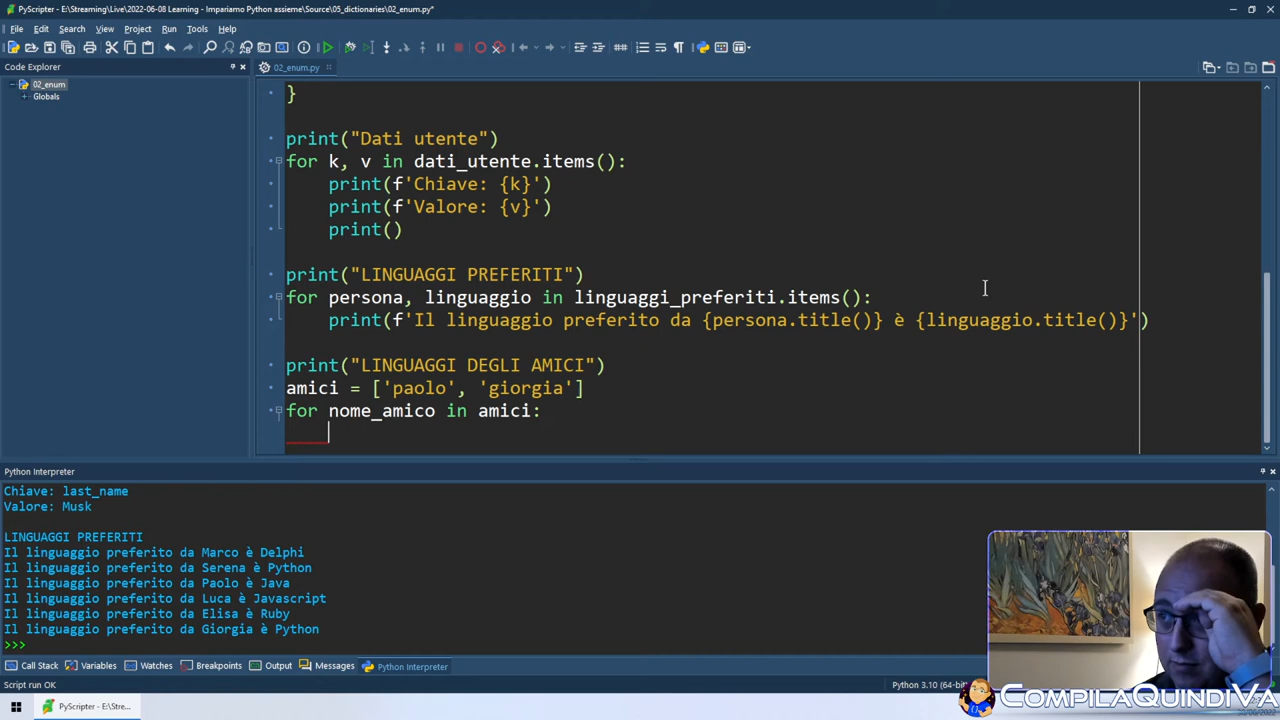 PyScripter - E:\Streaming\Live\2022-06-08 Learning - Impariamo Python assieme\Source\05_dictionaries\02_enum.py*
File Edit Search View Project Run Tools Help
Code Explorer
02_enum.py
02_enum
Globals
}
print("Dati utente")
for k, v in dati_utente.items():
    print(f'Chiave: {k}')
    print(f'Valore: {v}')
    print()
print("LINGUAGGI PREFERITI")
for persona, linguaggio in linguaggi_preferiti.items():
    print(f'Il linguaggio preferito da {persona.title()} è {linguaggio.title()}')
print("LINGUAGGI DEGLI AMICI")
amici = ['paolo', 'giorgia']
for nome_amico in amici:
Python Interpreter
Chiave: last_name
Valore: Musk
LINGUAGGI PREFERITI
Il linguaggio preferito da Marco è Delphi
Il linguaggio preferito da Serena è Python
Il linguaggio preferito da Paolo è Java
Il linguaggio preferito da Luca è Javascript
Il linguaggio preferito da Elisa è Ruby
Il linguaggio preferito da Giorgia è Python
>>>
Call Stack Variables Watches Breakpoints Output Messages Python Interpreter
Script run OK
Python 3.10 (64-bit)
PyScripter - E:\Stre...
COMPILAQUINDIVA